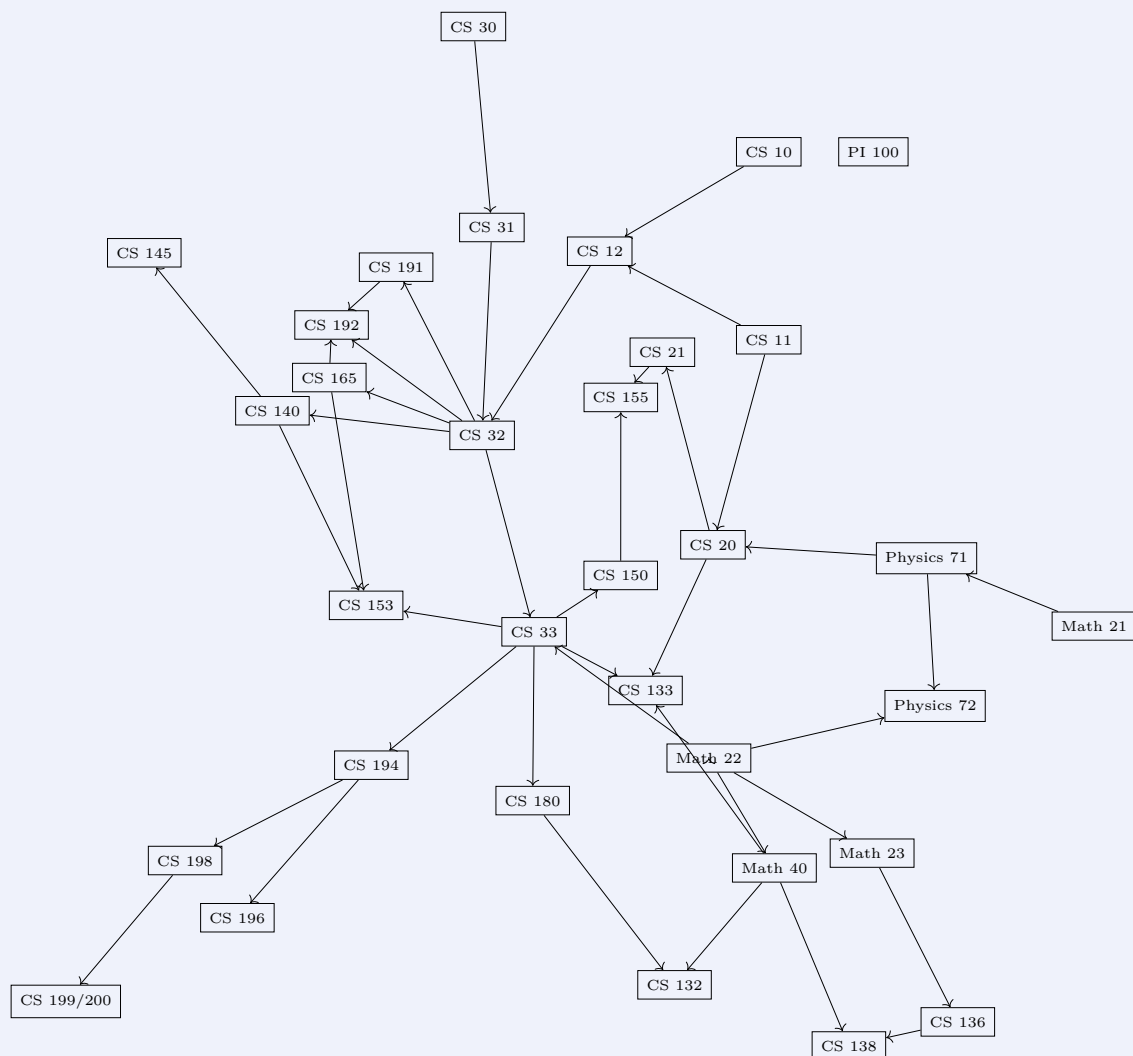 CS 30
CS 10
PI 100
CS 31
CS 12
CS 145
CS 191
CS 192
CS 11
CS 21
CS 165
CS 155
CS 140
CS 32
CS 20
Physics 71
CS 150
CS 153
Math 21
CS 33
CS 133
Physics 72
Math 22
CS 194
CS 180
Math 23
CS 198
Math 40
CS 196
CS 132
CS 199/200
CS 136
CS 138